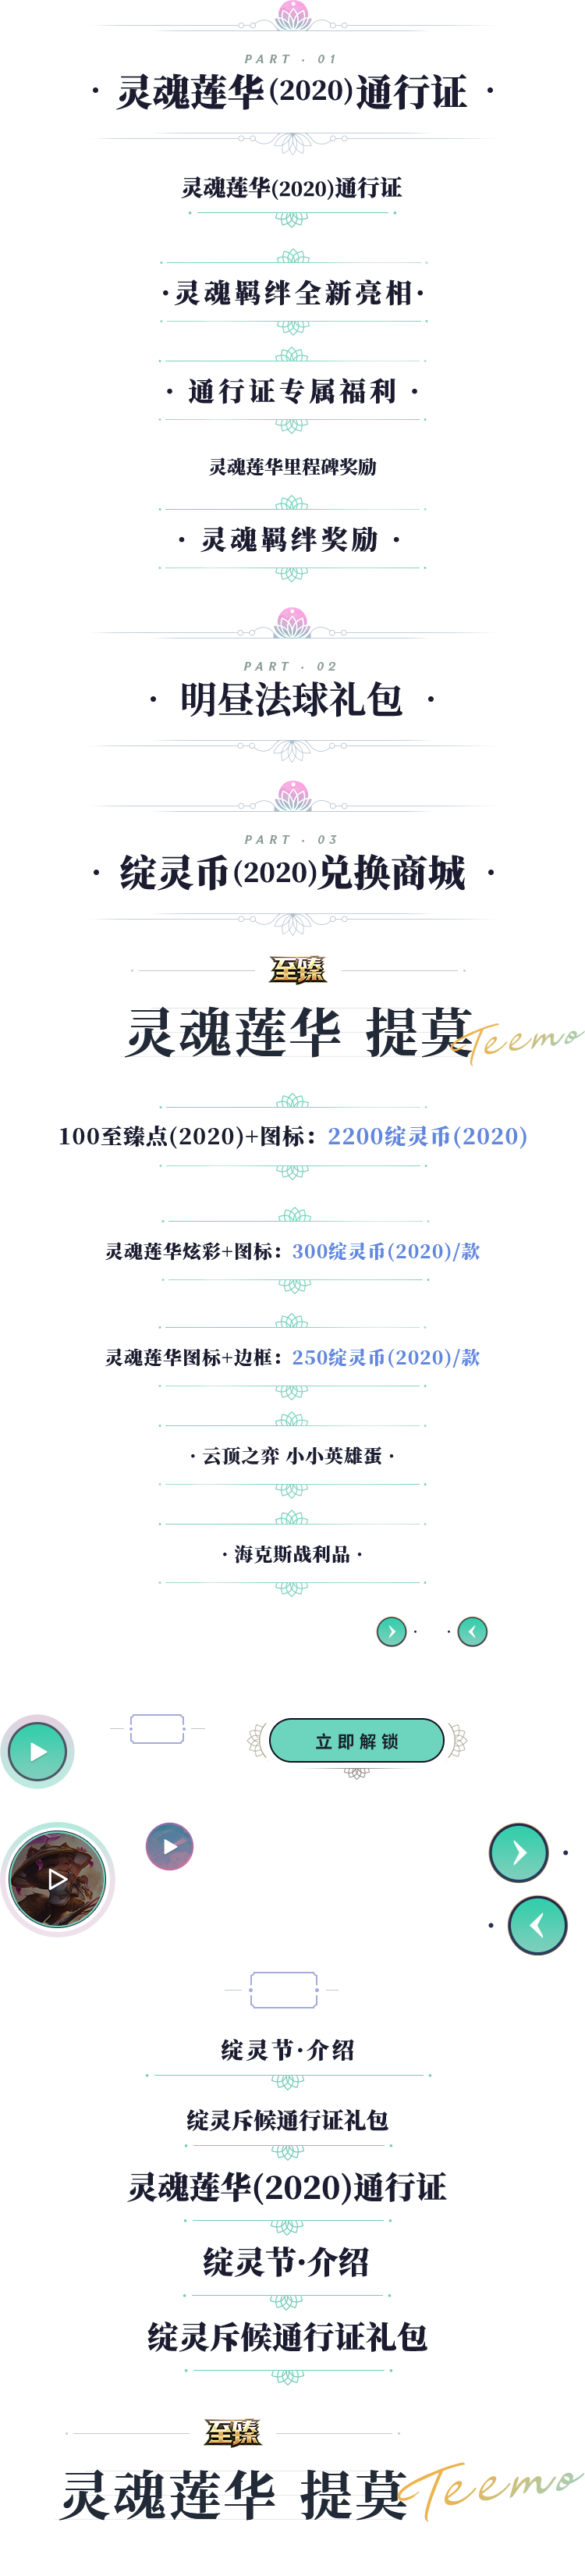 PART · 01
· 灵魂莲华(2020)通行证 ·
灵魂莲华(2020)通行证
·灵魂羁绊全新亮相·
· 通行证专属福利 ·
灵魂莲华里程碑奖励
· 灵魂羁绊奖励 ·
PART · 02
· 明昼法球礼包 ·
PART · 03
· 绽灵币(2020)兑换商城 ·
至臻
灵魂莲华 提莫 Teemo
100至臻点(2020)+图标：2200绽灵币(2020)
灵魂莲华炫彩+图标：300绽灵币(2020)/款
灵魂莲华图标+边框：250绽灵币(2020)/款
· 云顶之弈 小小英雄蛋 ·
· 海克斯战利品 ·
立即解锁
绽灵节·介绍
绽灵斥候通行证礼包
灵魂莲华(2020)通行证
绽灵节·介绍
绽灵斥候通行证礼包
至臻
灵魂莲华 提莫 Teemo